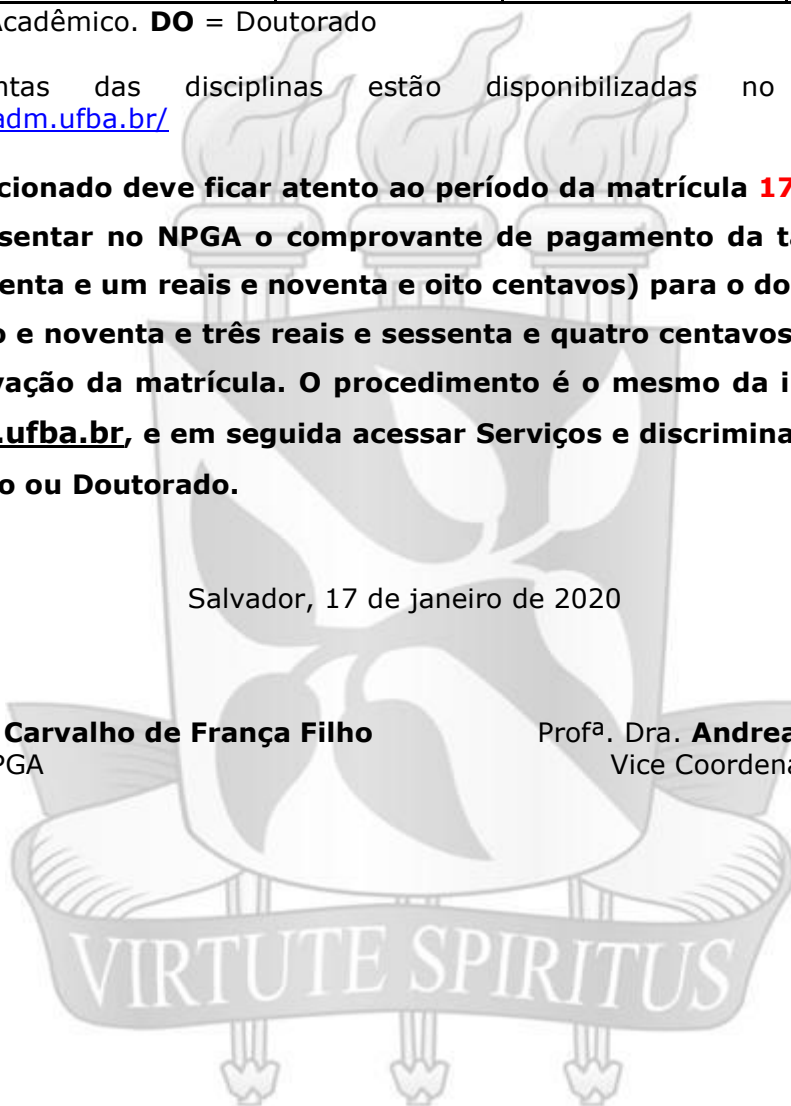 Acadêmico. DO = Doutorado
ntas das disciplinas estão disponibilizadas no
adm.ufba.br/
cionado deve ficar atento ao período da matrícula 17
sentar no NPGA o comprovante de pagamento da ta
enta e um reais e noventa e oito centavos) para o do
o e noventa e três reais e sessenta e quatro centavos
vação da matrícula. O procedimento é o mesmo da i
.ufba.br, e em seguida acessar Serviços e discrimina
o ou Doutorado.
Salvador, 17 de janeiro de 2020
Carvalho de França Filho Profª. Dra. Andrea
PGA Vice Coordena
VIRTUTE SPIRITUS